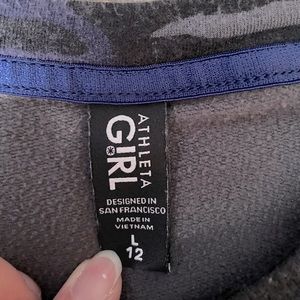 ATHLETA
GIRL
DESIGNED IN
SAN FRANCISCO
MADE IN
VIETNAM
L
12